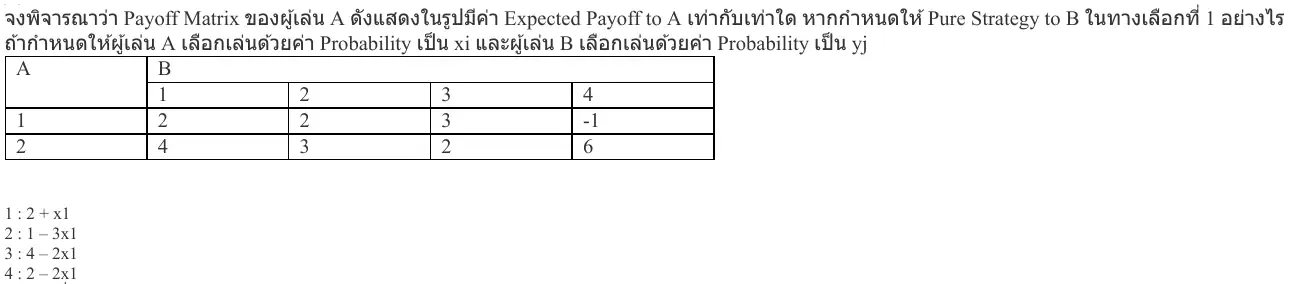 จงพิจารณาว่า Payoff Matrix ของผู้เล่น A ดังแสดงในรูปมีค่า Expected Payoff to A เท่ากับเท่าใด หากกำหนดให้ Pure Strategy to B ในทางเลือกที่ 1 อย่างไร
ถ้ากำหนดให้ผู้เล่น A เลือกเล่นด้วยค่า Probability เป็น xi และผู้เล่น B เลือกเล่นด้วยค่า Probability เป็น yj
A B
1 2 3 4
1 2 2 3 -1
2 4 3 2 6
1 : 2 + x1
2 : 1 – 3x1
3 : 4 – 2x1
4 : 2 – 2x1